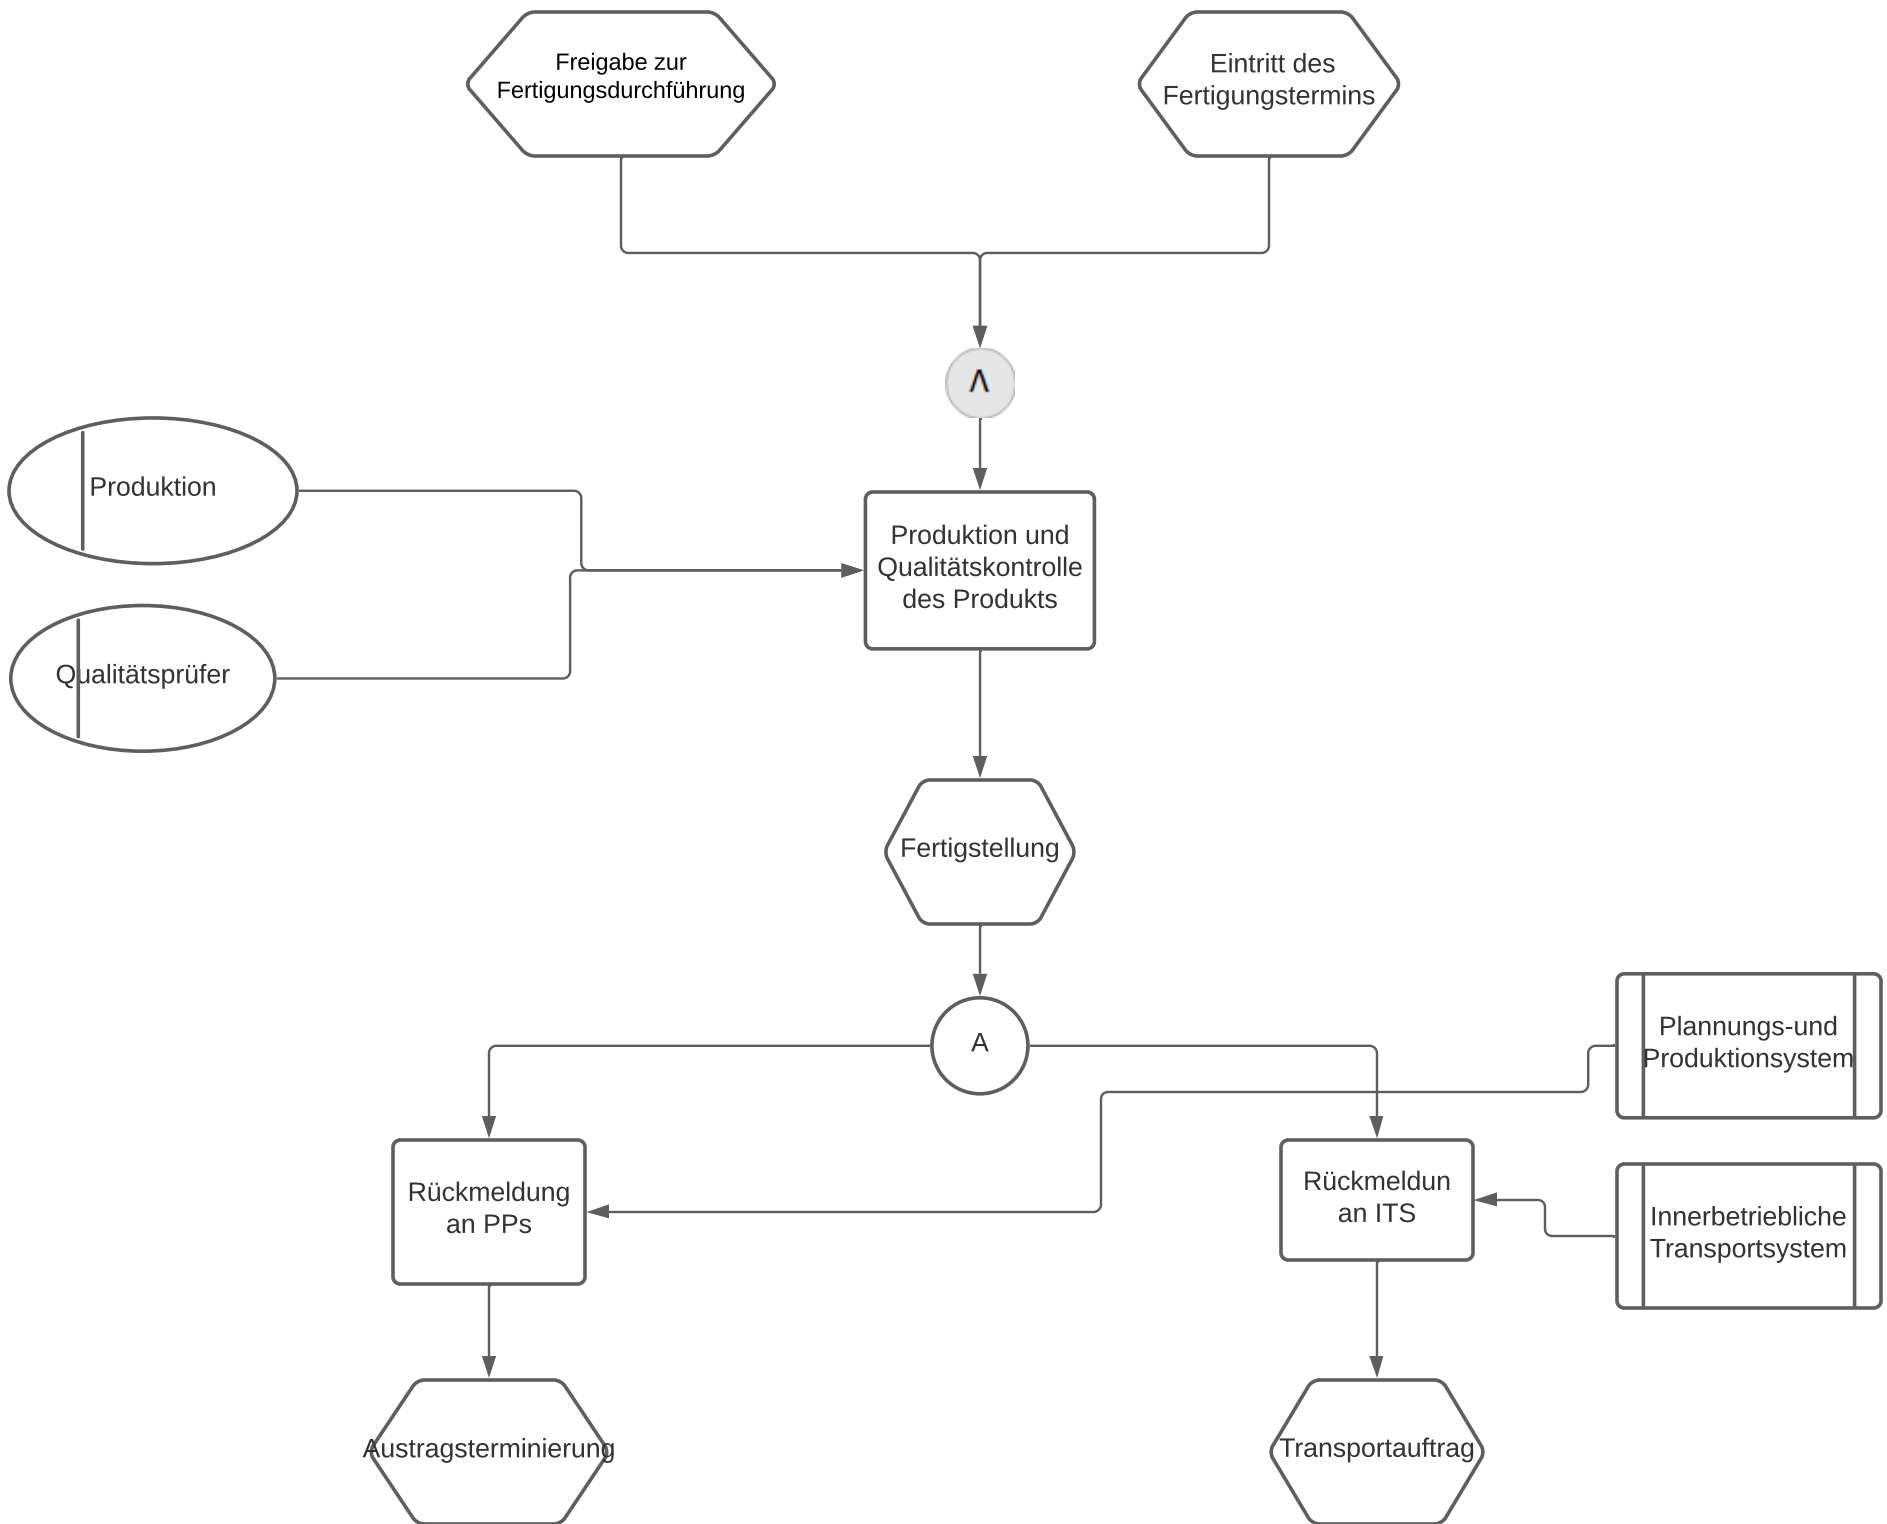 Freigabe zur
Fertigungsdurchführung
Eintritt des
Fertigungstermins
∧
Produktion
Produktion und
Qualitätskontrolle
des Produkts
Qualitätsprüfer
Fertigstellung
A
Plannungs-und
Produktionsystem
Rückmeldung
an PPs
Rückmeldun
an ITS
Innerbetriebliche
Transportsystem
Austragsterminierung
Transportauftrag